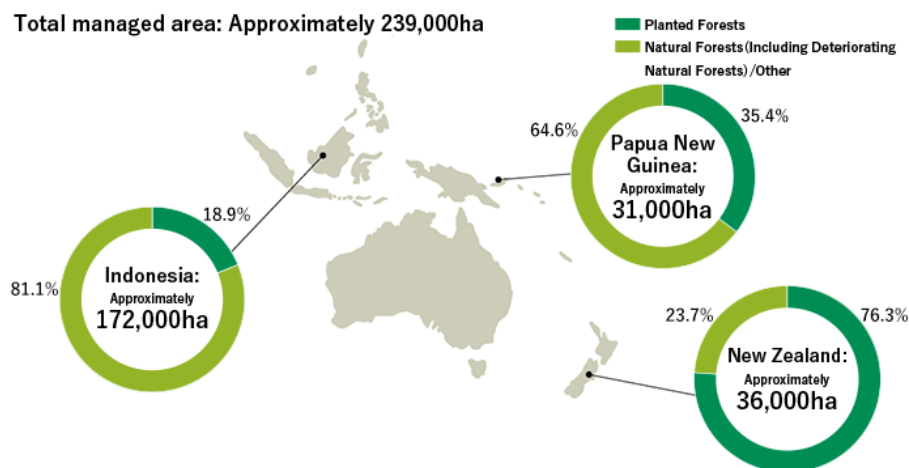 Total managed area: Approximately 239,000ha
Planted Forests
Natural Forests(Including Deteriorating
Natural Forests)/Other
64.6%
35.4%
Papua New
Guinea:
Approximately
31,000ha
18.9%
81.1%
Indonesia:
Approximately
172,000ha
23.7%
76.3%
New Zealand:
Approximately
36,000ha